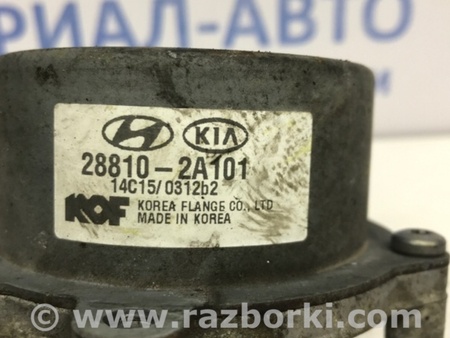 РИАЛ-АВТО
KIA
28810-2A101
14C15/0312b2
KOF KOREA FLANGE CO., LTD
MADE IN KOREA
www.razborki.com